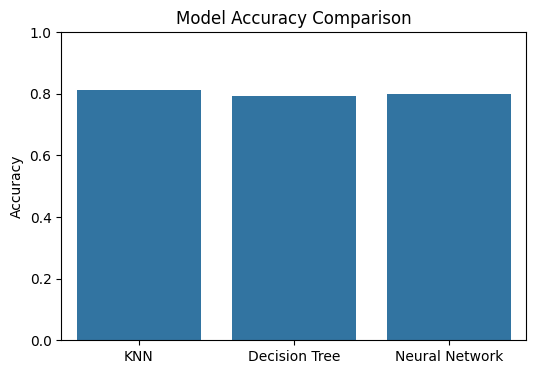 Model Accuracy Comparison
1.0
0.8
0.6
0.4
0.2
0.0
Accuracy
KNN
Decision Tree
Neural Network